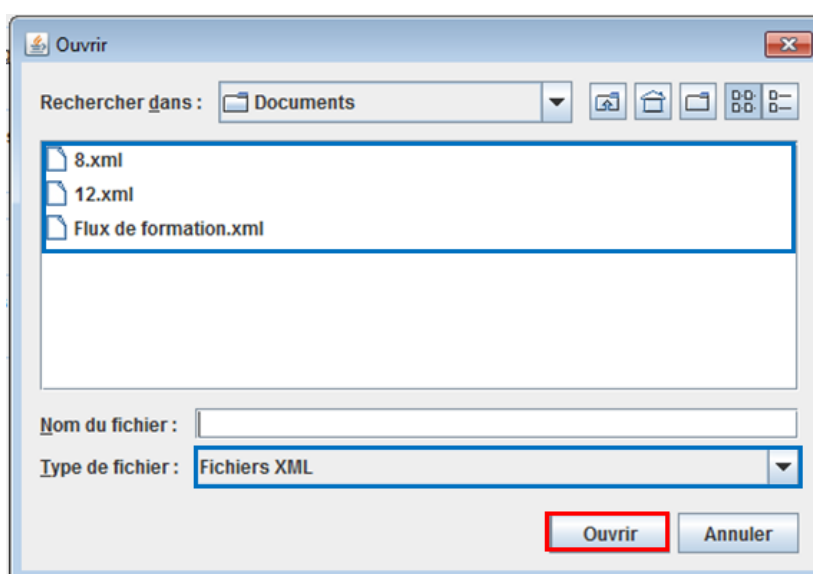 Ouvrir
Rechercher dans : Documents
8.xml
12.xml
Flux de formation.xml
Nom du fichier :
Type de fichier : Fichiers XML
Ouvrir Annuler